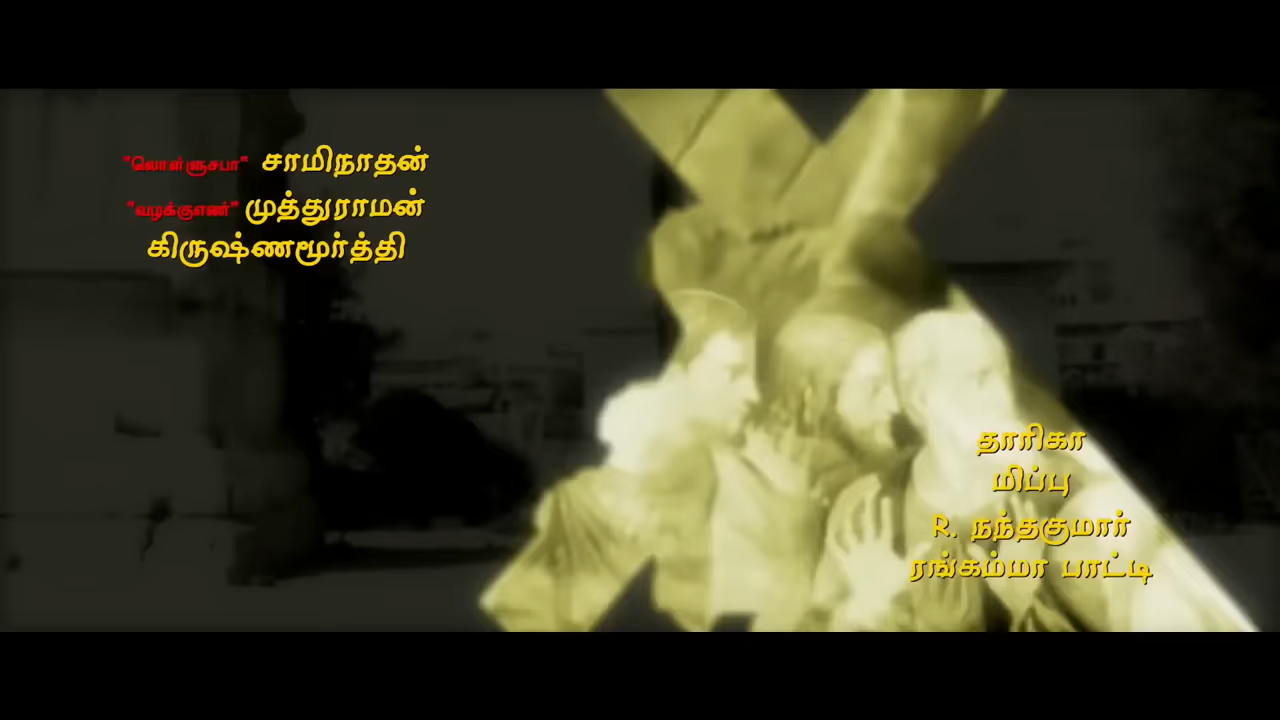 "லொள்ளுசபா" சாமிநாதன்
"வழக்குஎண்" முத்துராமன்
கிருஷ்ணமூர்த்தி
தாரிகா
மிப்பு
R. நந்தகுமார்
ரங்கம்மா பாட்டி